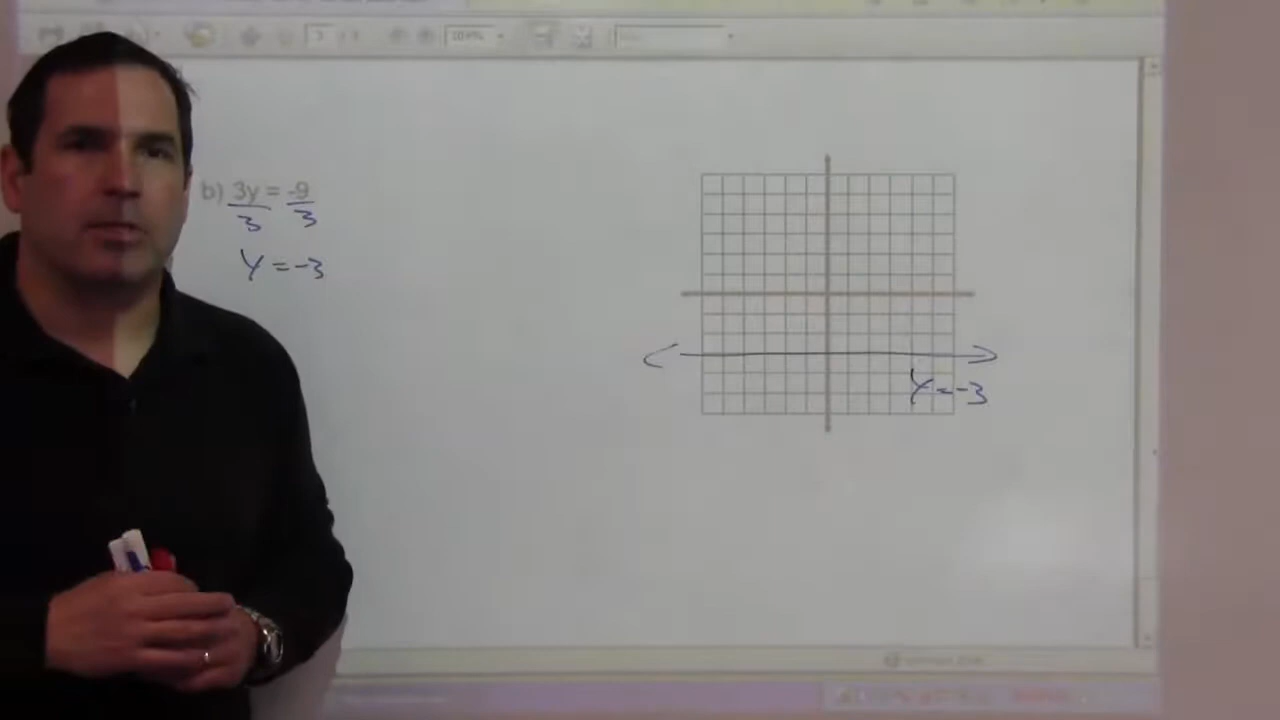 b) 3y = -9
3 3
y = -3
y = -3